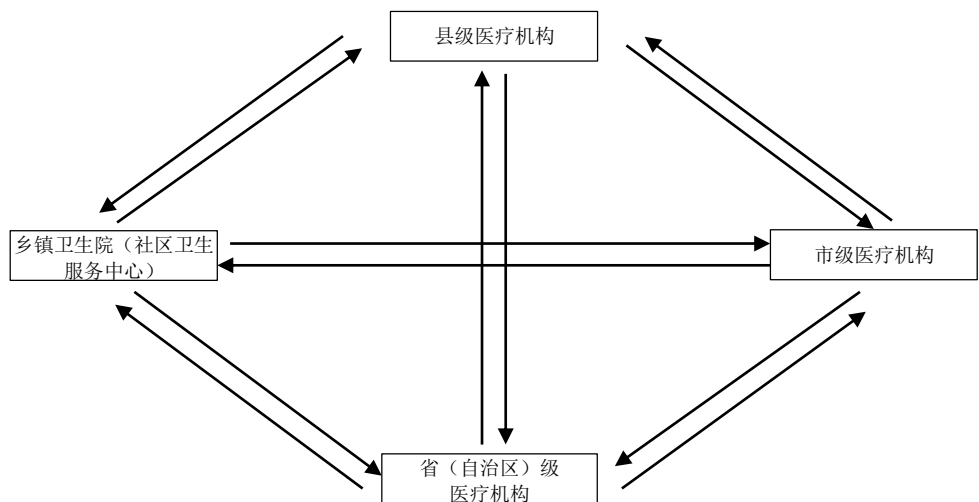 县级医疗机构
乡镇卫生院（社区卫生
服务中心）
市级医疗机构
省（自治区）级
医疗机构